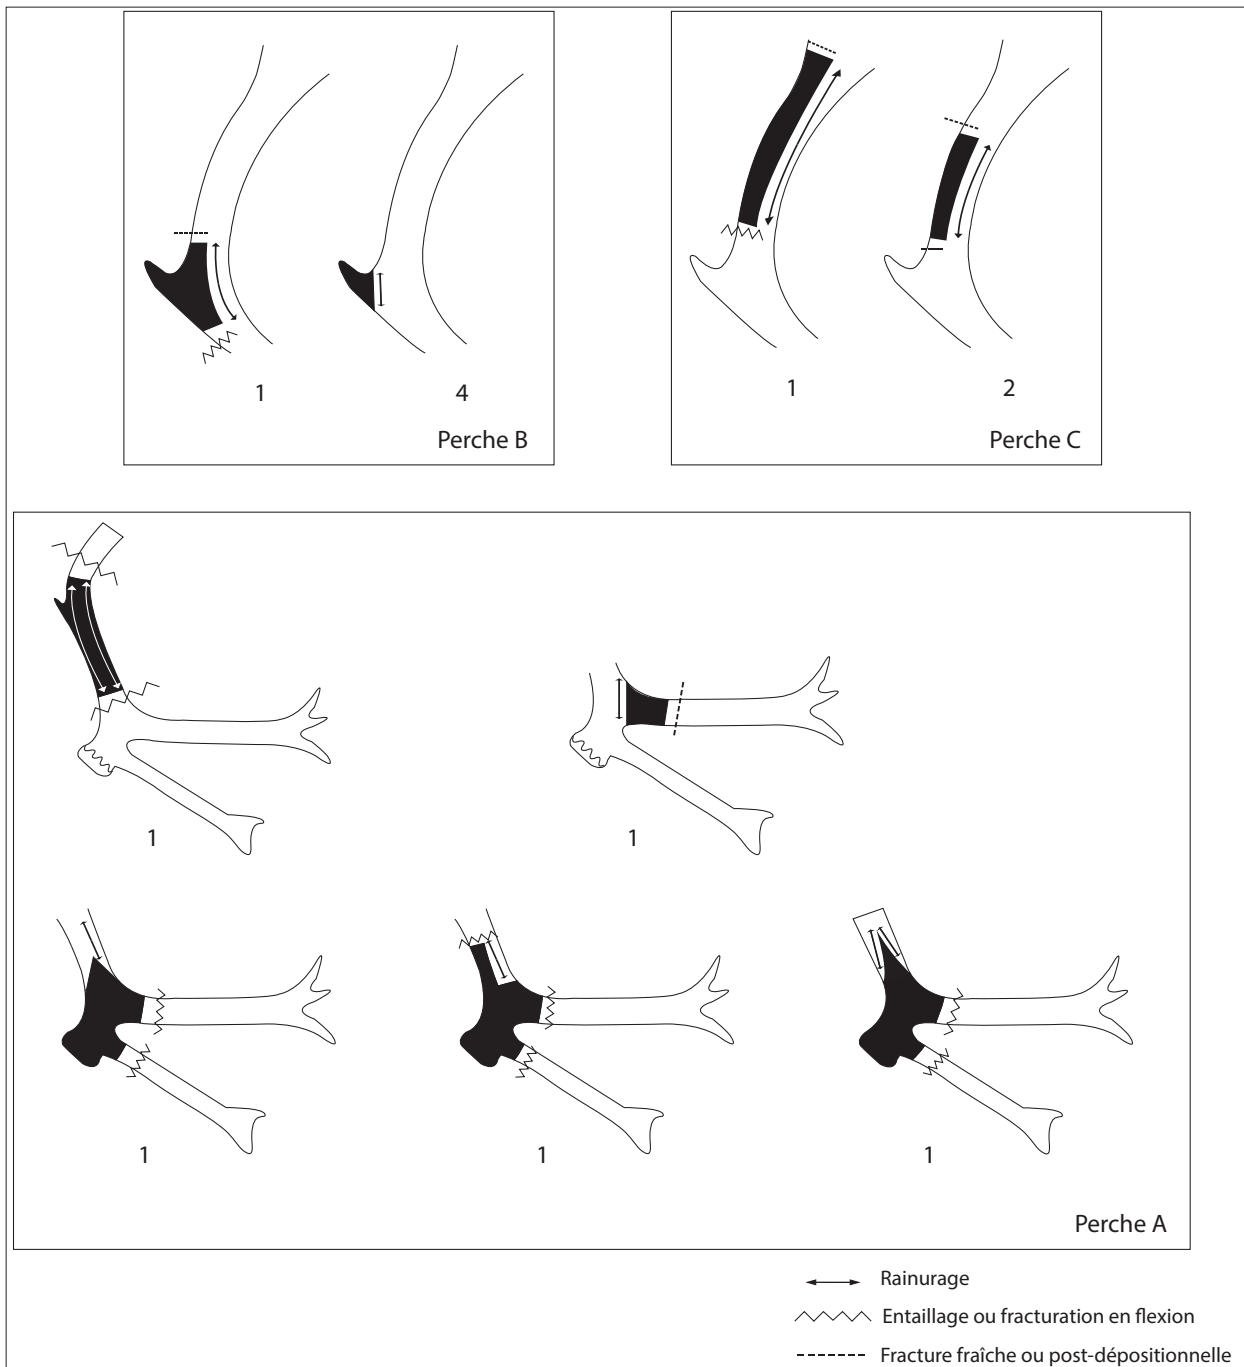 1
4
Perche B
1
2
Perche C
1
1
1
1
1
Perche A
Rainurage
Entaillage ou fracturation en flexion
Fracture fraîche ou post-dépositionnelle